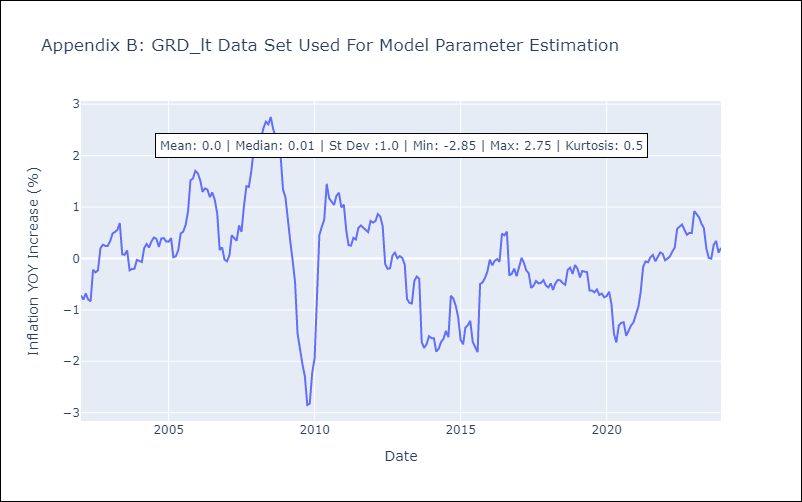 Appendix B: GRD_lt Data Set Used For Model Parameter Estimation
Mean: 0.0 | Median: 0.01 | St Dev :1.0 | Min: -2.85 | Max: 2.75 | Kurtosis: 0.5
Inflation YOY Increase (%)
3
2
1
0
−1
−2
−3
2005
2010
2015
2020
Date